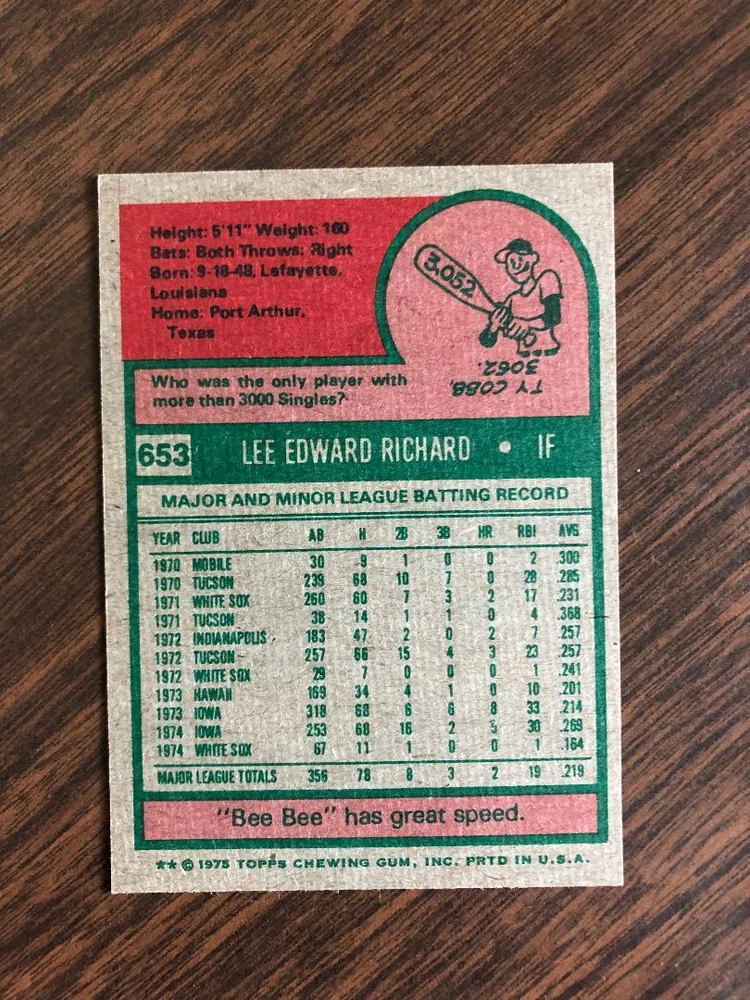 Height: 5'11" Weight: 160
Bats: Both Throws: Right
Born: 9-18-48, Lafayette,
Louisiana
Home: Port Arthur,
Texas
3,052
TY COBB,
3052.
Who was the only player with
more than 3000 Singles?
653 LEE EDWARD RICHARD • IF
MAJOR AND MINOR LEAGUE BATTING RECORD
YEAR CLUB AB H 2B 3B HR RBI AVG
1970 MOBILE 30 9 1 0 0 2 .300
1970 TUCSON 239 68 10 7 0 28 .285
1971 WHITE SOX 260 60 7 3 2 17 .231
1971 TUCSON 38 14 1 1 0 4 .368
1972 INDIANAPOLIS 183 47 2 0 2 7 .257
1972 TUCSON 257 66 15 4 3 23 .257
1972 WHITE SOX 29 7 0 0 0 1 .241
1973 HAWAII 169 34 4 1 0 10 .201
1973 IOWA 318 68 6 6 8 33 .214
1974 IOWA 253 68 16 2 5 30 .269
1974 WHITE SOX 67 11 1 0 0 1 .164
MAJOR LEAGUE TOTALS 356 78 8 3 2 19 .219
"Bee Bee" has great speed.
** © 1975 TOPPS CHEWING GUM, INC. PRTD IN U.S.A.